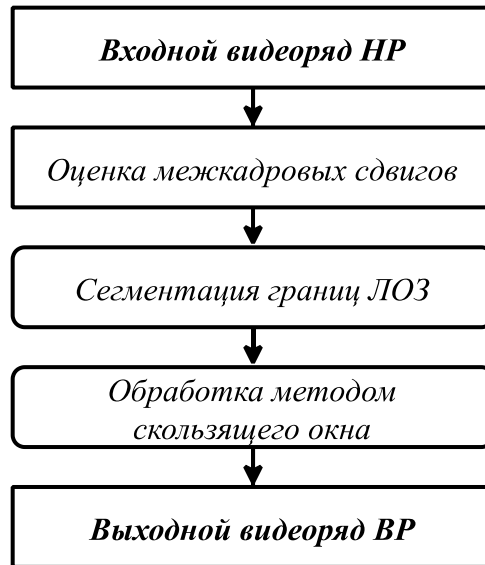 Входной видеоряд НР
Оценка межкадровых сдвигов
Сегментация границ ЛОЗ
Обработка методом
скользящего окна
Выходной видеоряд ВР